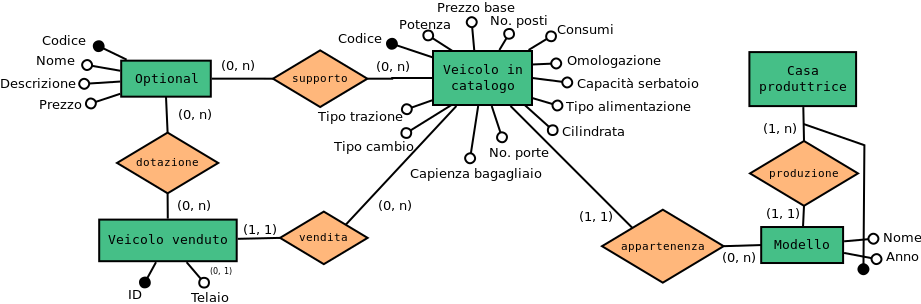 Prezzo base
Potenza
No. posti
Codice
Codice
Consumi
Nome
Optional
(0, n)
supporto
(0, n)
Veicolo in
catalogo
Omologazione
Casa
produttrice
Descrizione
Capacità serbatoio
Prezzo
Tipo alimentazione
(0, n)
Tipo trazione
Cilindrata
(1, n)
Tipo cambio
No. porte
dotazione
Capienza bagagliaio
produzione
(0, n)
(0, n)
(1, 1)
(1, 1)
Veicolo venduto
(1, 1)
vendita
appartenenza
Modello
Nome
(0, n)
Anno
(0, 1)
ID
Telaio